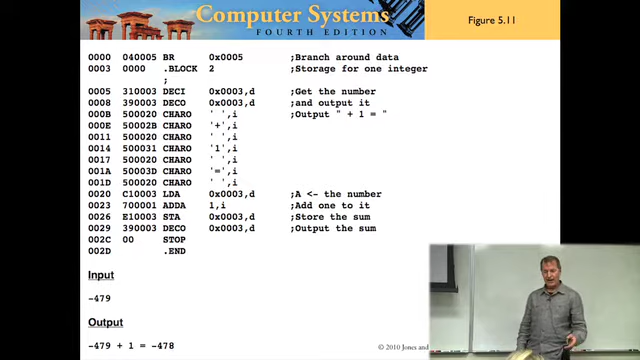 Computer Systems
FOURTH EDITION
Figure 5.11
0000 040005 BR 0x0005 ;Branch around data
0003 0000 .BLOCK 2 ;Storage for one integer
;
0005 310003 DECI 0x0003,d ;Get the number
0008 390003 DECO 0x0003,d ;and output it
000B 500020 CHARO ' ',i ;Output " + 1 = "
000E 50002B CHARO '+',i
0011 500020 CHARO ' ',i
0014 500031 CHARO '1',i
0017 500020 CHARO ' ',i
001A 50003D CHARO '=',i
001D 500020 CHARO ' ',i
0020 C10003 LDA 0x0003,d ;A <- the number
0023 700001 ADDA 1,i ;Add one to it
0026 E10003 STA 0x0003,d ;Store the sum
0029 390003 DECO 0x0003,d ;Output the sum
002C 00 STOP
002D .END
Input
-479
Output
-479 + 1 = -478
© 2010 Jones and